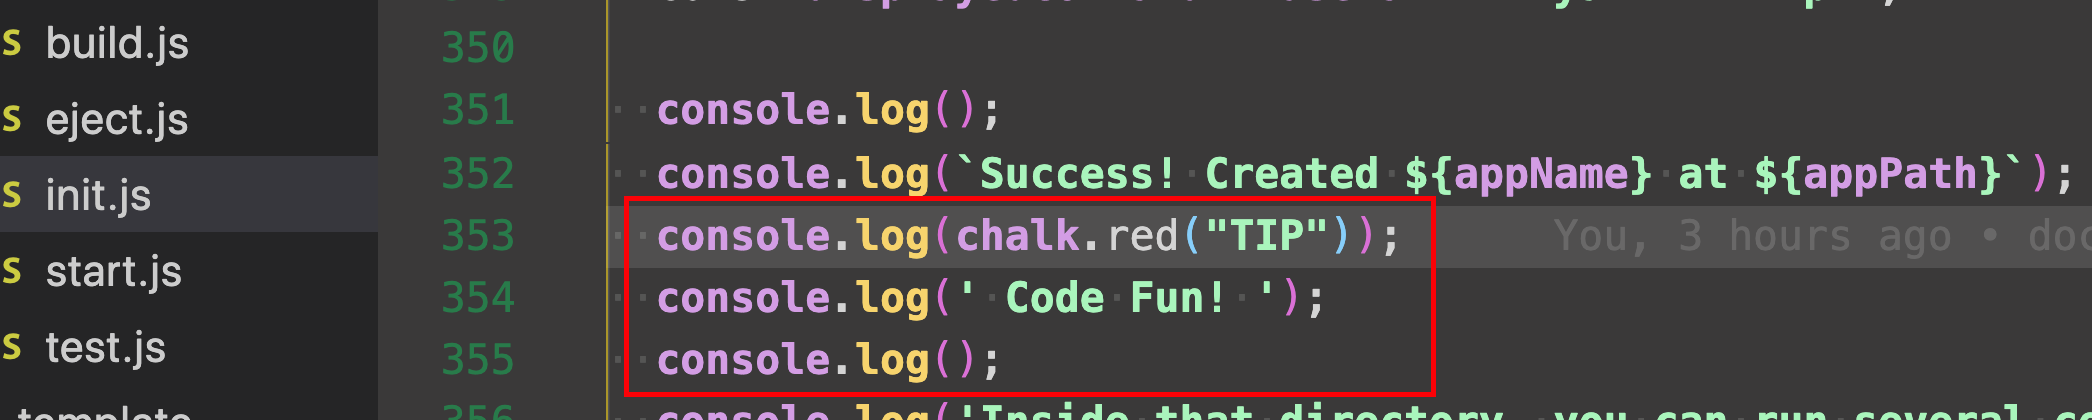 build.js
eject.js
init.js
start.js
test.js
template
350
351 console.log();
352 console.log(`Success! Created ${appName} at ${appPath}`);
353 console.log(chalk.red("TIP")); You, 3 hours ago •
354 console.log(' Code Fun! ');
355 console.log();
356 console.log('Inside that directory, you can run several